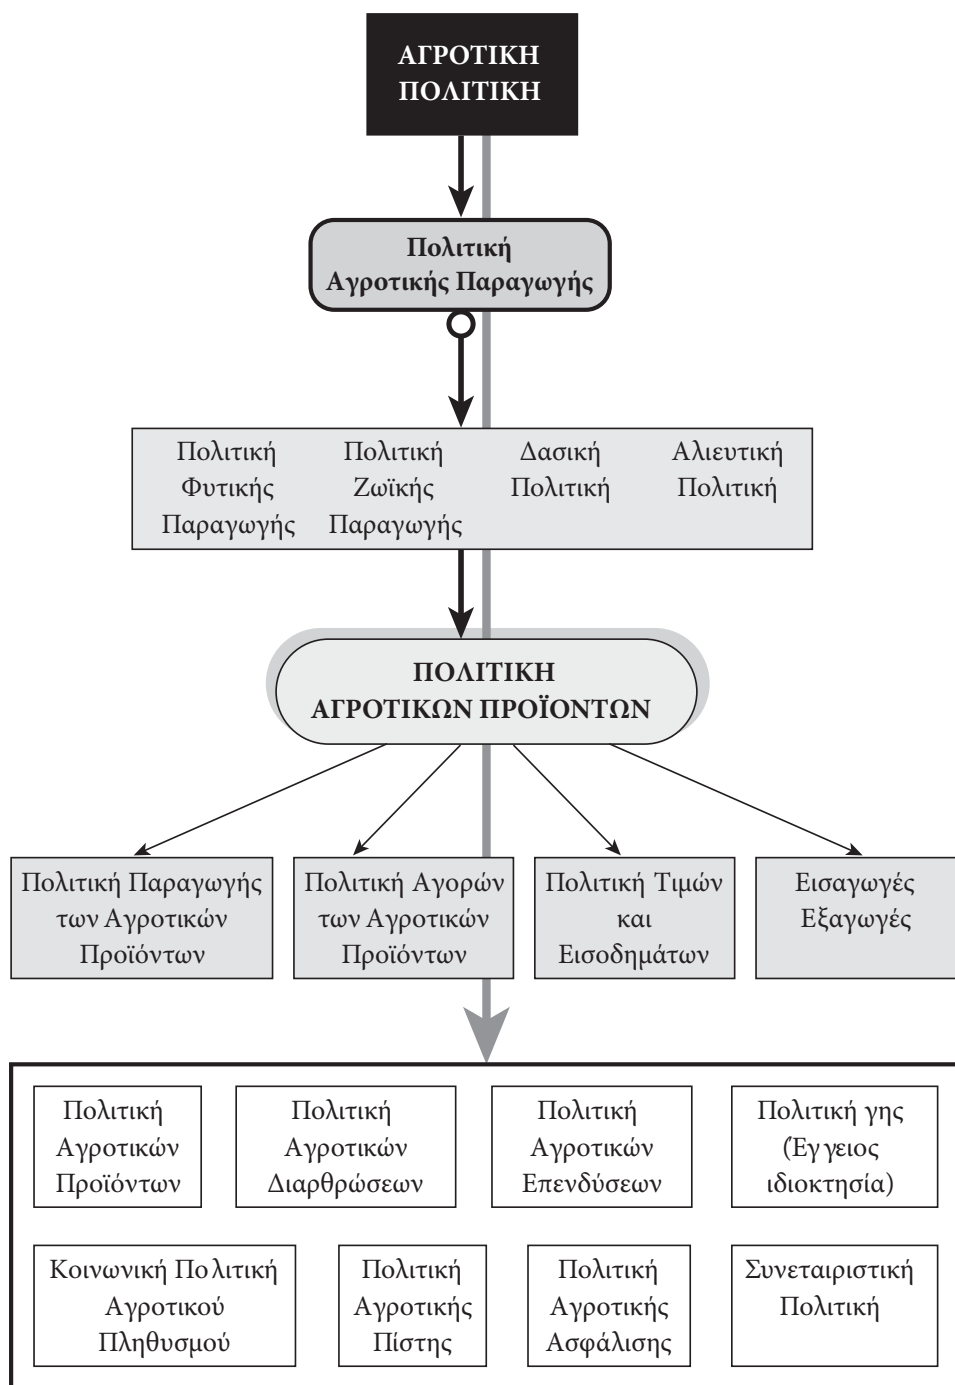 ΑΓΡΟΤΙΚΗ
ΠΟΛΙΤΙΚΗ
Πολιτική
Αγροτικής Παραγωγής
Πολιτική
Φυτικής
Παραγωγής
Πολιτική
Ζωϊκής
Παραγωγής
Δασική
Πολιτική
Αλιευτική
Πολιτική
ΠΟΛΙΤΙΚΗ
ΑΓΡΟΤΙΚΩΝ ΠΡΟΪΟΝΤΩΝ
Πολιτική Παραγωγής
των Αγροτικών
Προϊόντων
Πολιτική Αγορών
των Αγροτικών
Προϊόντων
Πολιτική Τιμών
και
Εισοδημάτων
Εισαγωγές
Εξαγωγές
Πολιτική
Αγροτικών
Προϊόντων
Πολιτική
Αγροτικών
Διαρθρώσεων
Πολιτική
Αγροτικών
Επενδύσεων
Πολιτική γης
(Έγγειος
ιδιοκτησία)
Κοινωνική Πολιτική
Αγροτικού
Πληθυσμού
Πολιτική
Αγροτικής
Πίστης
Πολιτική
Αγροτικής
Ασφάλισης
Συνεταιριστική
Πολιτική